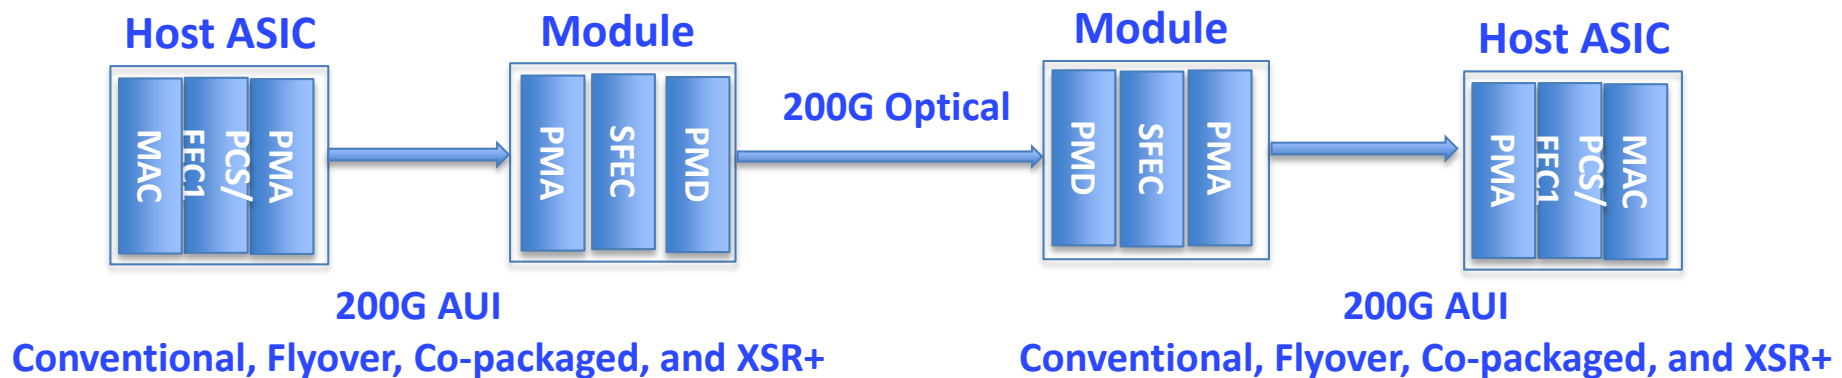 Host ASIC
MAC
FEC1
PCS/
PMA
Module
PMA
SFEC
PMD
200G Optical
Module
PMD
SFEC
PMA
Host ASIC
PMA
FEC1
PCS/
MAC
200G AUI
Conventional, Flyover, Co-packaged, and XSR+
200G AUI
Conventional, Flyover, Co-packaged, and XSR+